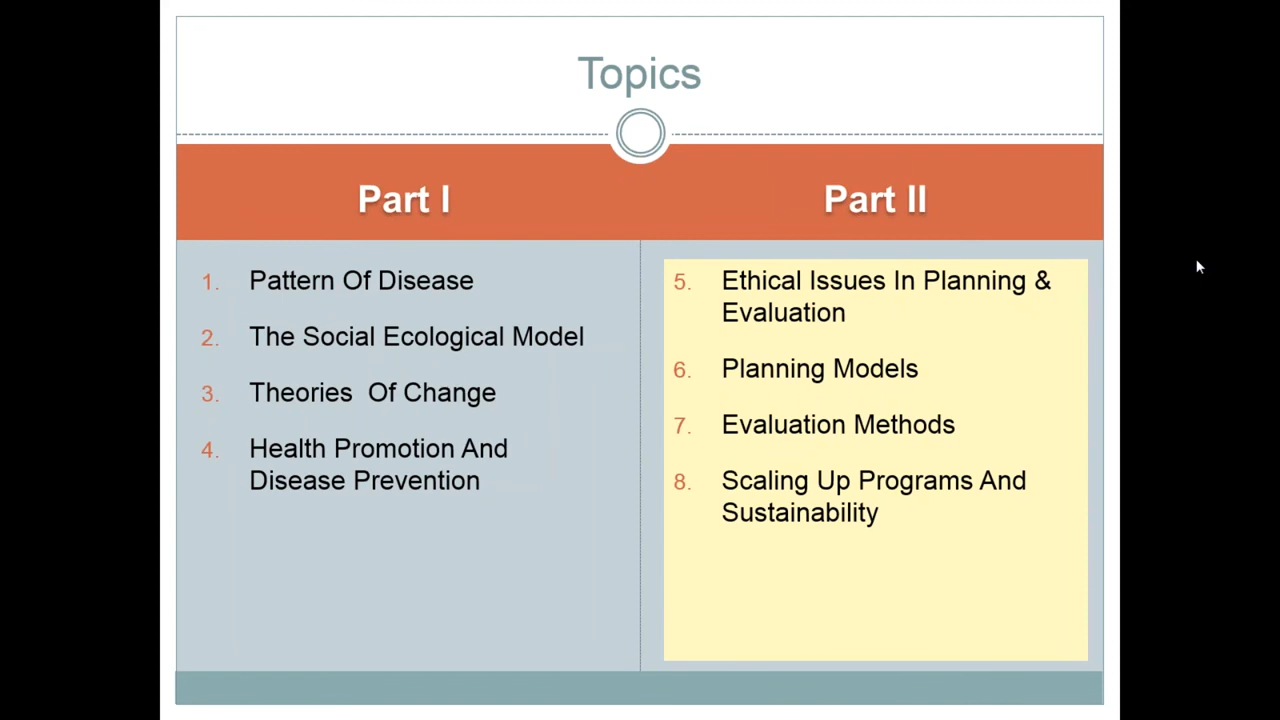 Topics
Part I
1. Pattern Of Disease
2. The Social Ecological Model
3. Theories  Of Change
4. Health Promotion And
Disease Prevention
Part II
5. Ethical Issues In Planning &
Evaluation
6. Planning Models
7. Evaluation Methods
8. Scaling Up Programs And
Sustainability